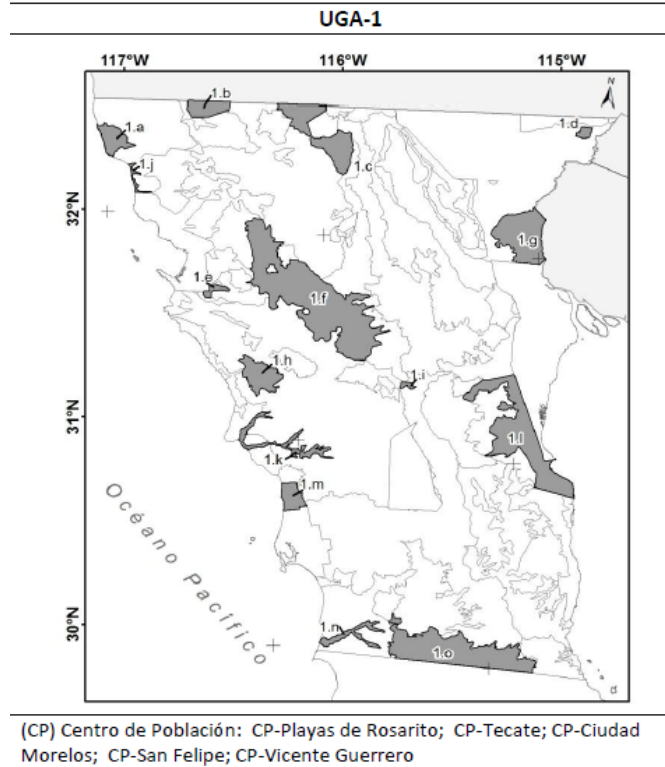 UGA-1
117°W 116°W 115°W
N
1.b
1.a
1.d
1.j
1.c
32°N
1.g
1.e
1.f
1.h
1.i
31°N
1.l
1.k
1.m
Océano Pacífico
30°N
1.n
1.o
(CP) Centro de Población: CP-Playas de Rosarito; CP-Tecate; CP-Ciudad
Morelos; CP-San Felipe; CP-Vicente Guerrero